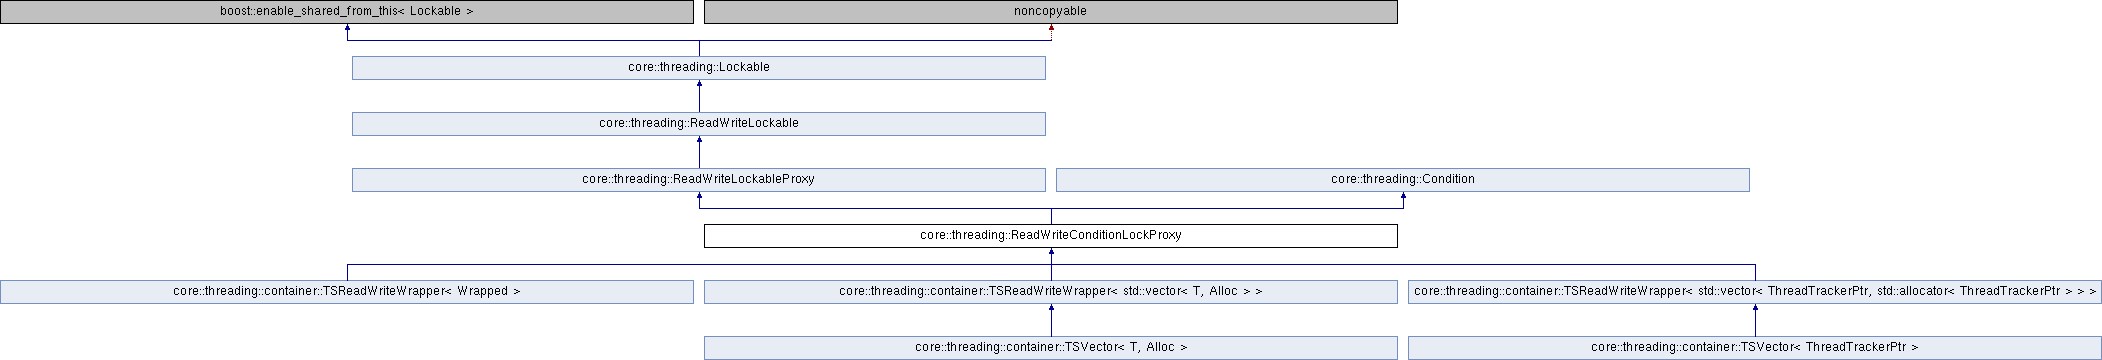 boost::enable_shared_from_this< Lockable >
noncopyable
core::threading::Lockable
core::threading::ReadWriteLockable
core::threading::ReadWriteLockableProxy
core::threading::Condition
core::threading::ReadWriteConditionLockProxy
core::threading::container::TSReadWriteWrapper< Wrapped >
core::threading::container::TSReadWriteWrapper< std::vector< T, Alloc > >
core::threading::container::TSReadWriteWrapper< std::vector< ThreadTrackerPtr, std::allocator< ThreadTrackerPtr > > >
core::threading::container::TSVector< T, Alloc >
core::threading::container::TSVector< ThreadTrackerPtr >